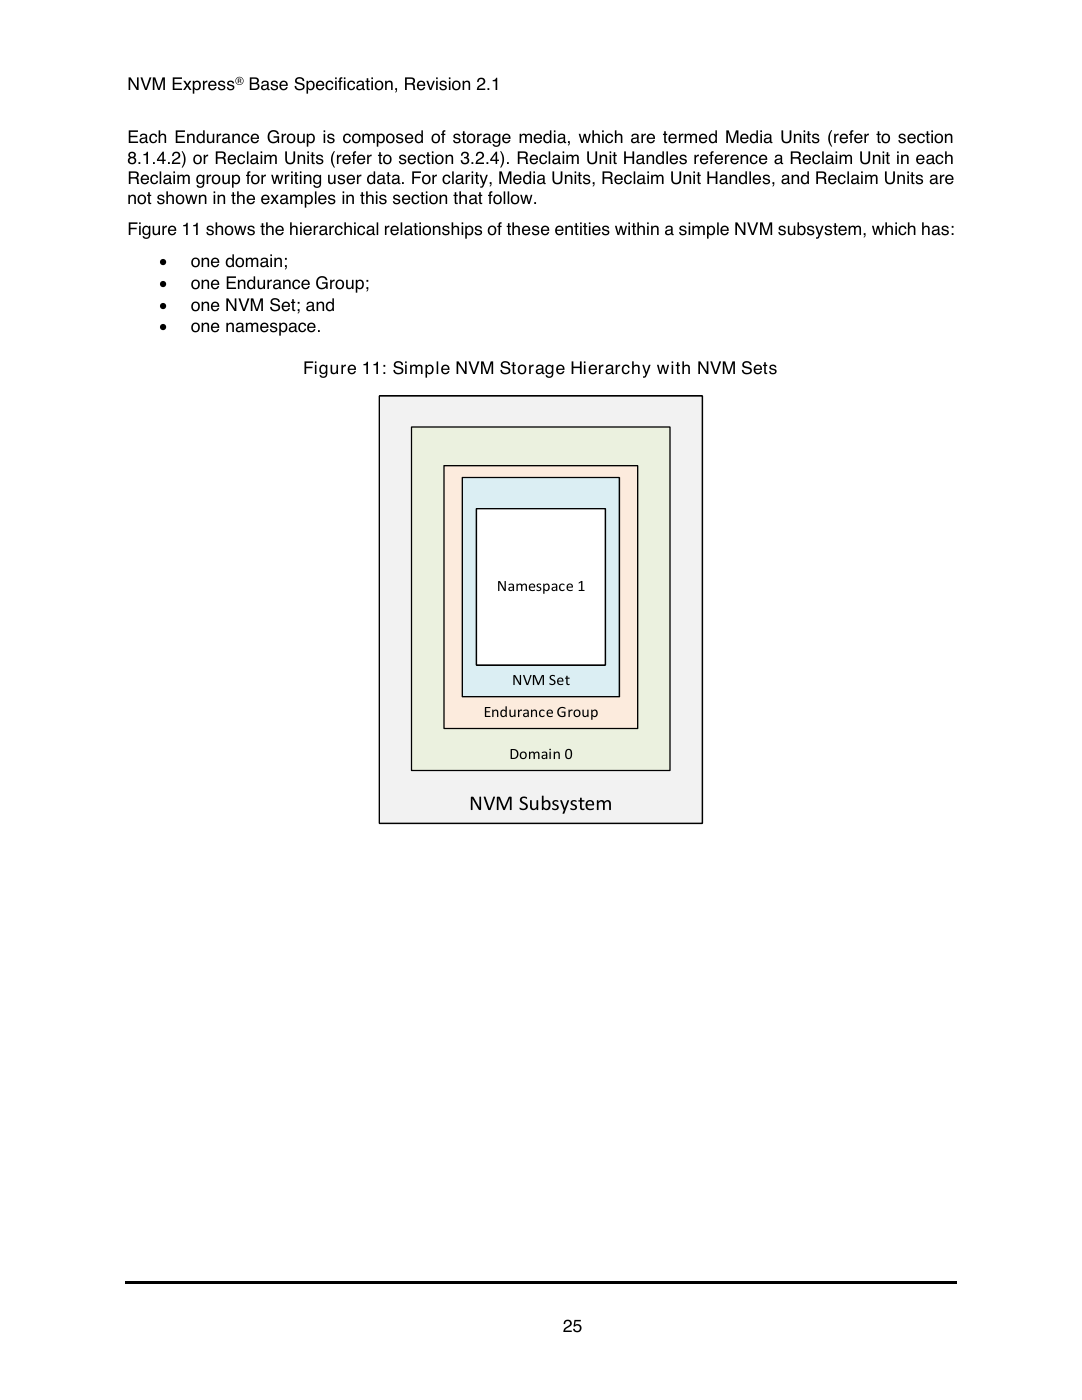 NVM Express® Base Specification, Revision 2.1
Each Endurance Group is composed of storage media, which are termed Media Units (refer to section
8.1.4.2) or Reclaim Units (refer to section 3.2.4). Reclaim Unit Handles reference a Reclaim Unit in each
Reclaim group for writing user data. For clarity, Media Units, Reclaim Unit Handles, and Reclaim Units are
not shown in the examples in this section that follow.
Figure 11 shows the hierarchical relationships of these entities within a simple NVM subsystem, which has:
• one domain;
• one Endurance Group;
• one NVM Set; and
• one namespace.
Figure 11: Simple NVM Storage Hierarchy with NVM Sets
Namespace 1
NVM Set
Endurance Group
Domain 0
NVM Subsystem
25